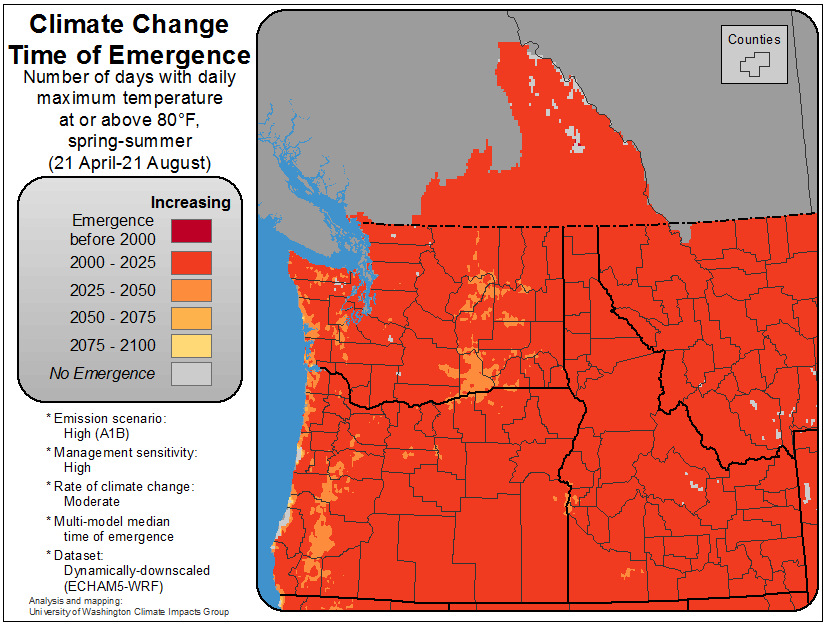 Climate Change
Time of Emergence
Number of days with daily
maximum temperature
at or above 80°F,
spring-summer
(21 April-21 August)
Increasing
Emergence
before 2000
2000 - 2025
2025 - 2050
2050 - 2075
2075 - 2100
No Emergence
* Emission scenario:
High (A1B)
* Management sensitivity:
High
* Rate of climate change:
Moderate
* Multi-model median
time of emergence
* Dataset:
Dynamically-downscaled
(ECHAM5-WRF)
Analysis and mapping:
University of Washington Climate Impacts Group
Counties